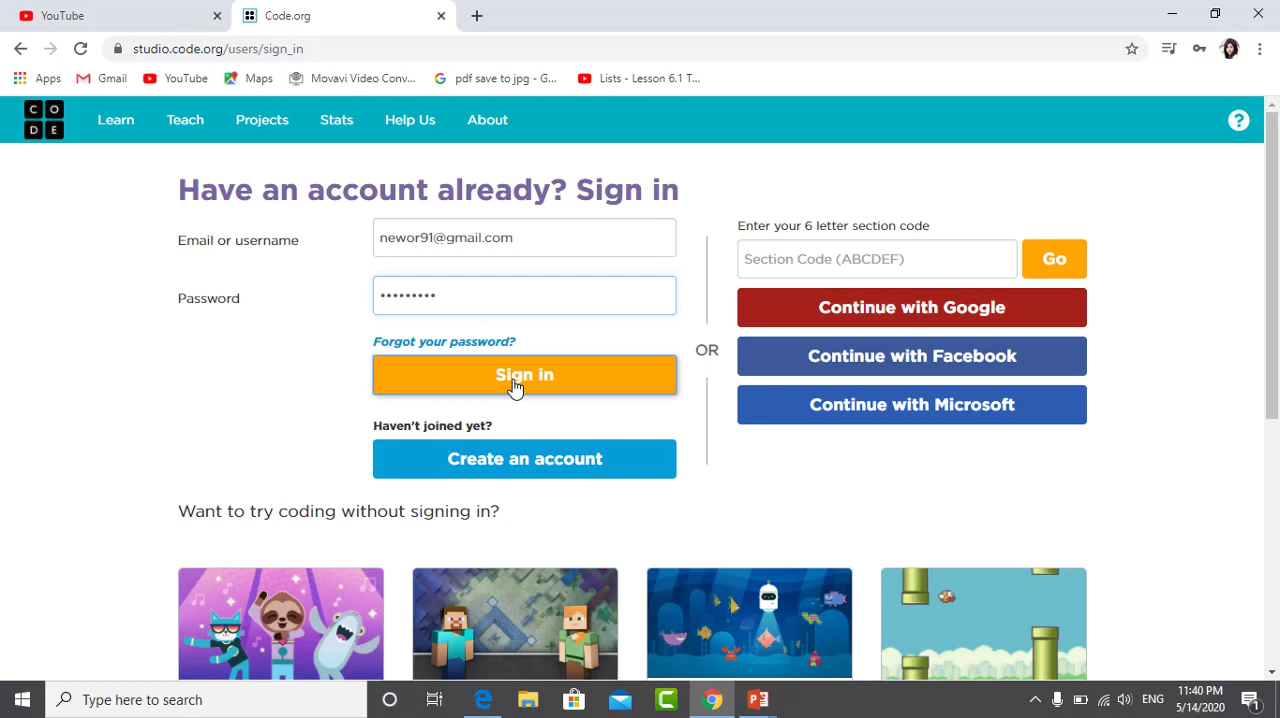 YouTube
Code.org
studio.code.org/users/sign_in
Apps
Gmail
YouTube
Maps
Movavi Video Conv...
pdf save to jpg - G...
Lists - Lesson 6.1 T...
C O
D E
Learn
Teach
Projects
Stats
Help Us
About
?
Have an account already? Sign in
Email or username
newor91@gmail.com
Password
•••••••••
Forgot your password?
Sign in
Haven't joined yet?
Create an account
OR
Enter your 6 letter section code
Section Code (ABCDEF)
Go
Continue with Google
Continue with Facebook
Continue with Microsoft
Want to try coding without signing in?
Type here to search
ENG
11:40 PM
5/14/2020
1